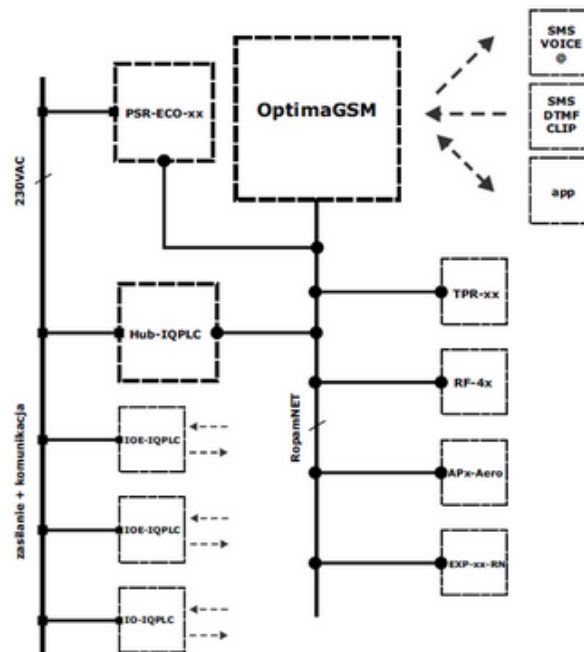 SMS
VOICE
@
PSR-ECO-xx
OptimaGSM
SMS
DTMF
CLIP
230VAC
app
TPR-xx
Hub-IQPLC
RF-4x
RopamNET
zasilanie + komunikacja
IOE-IQPLC
APx-Aero
IOE-IQPLC
EXP-xx-RN
IO-IQPLC